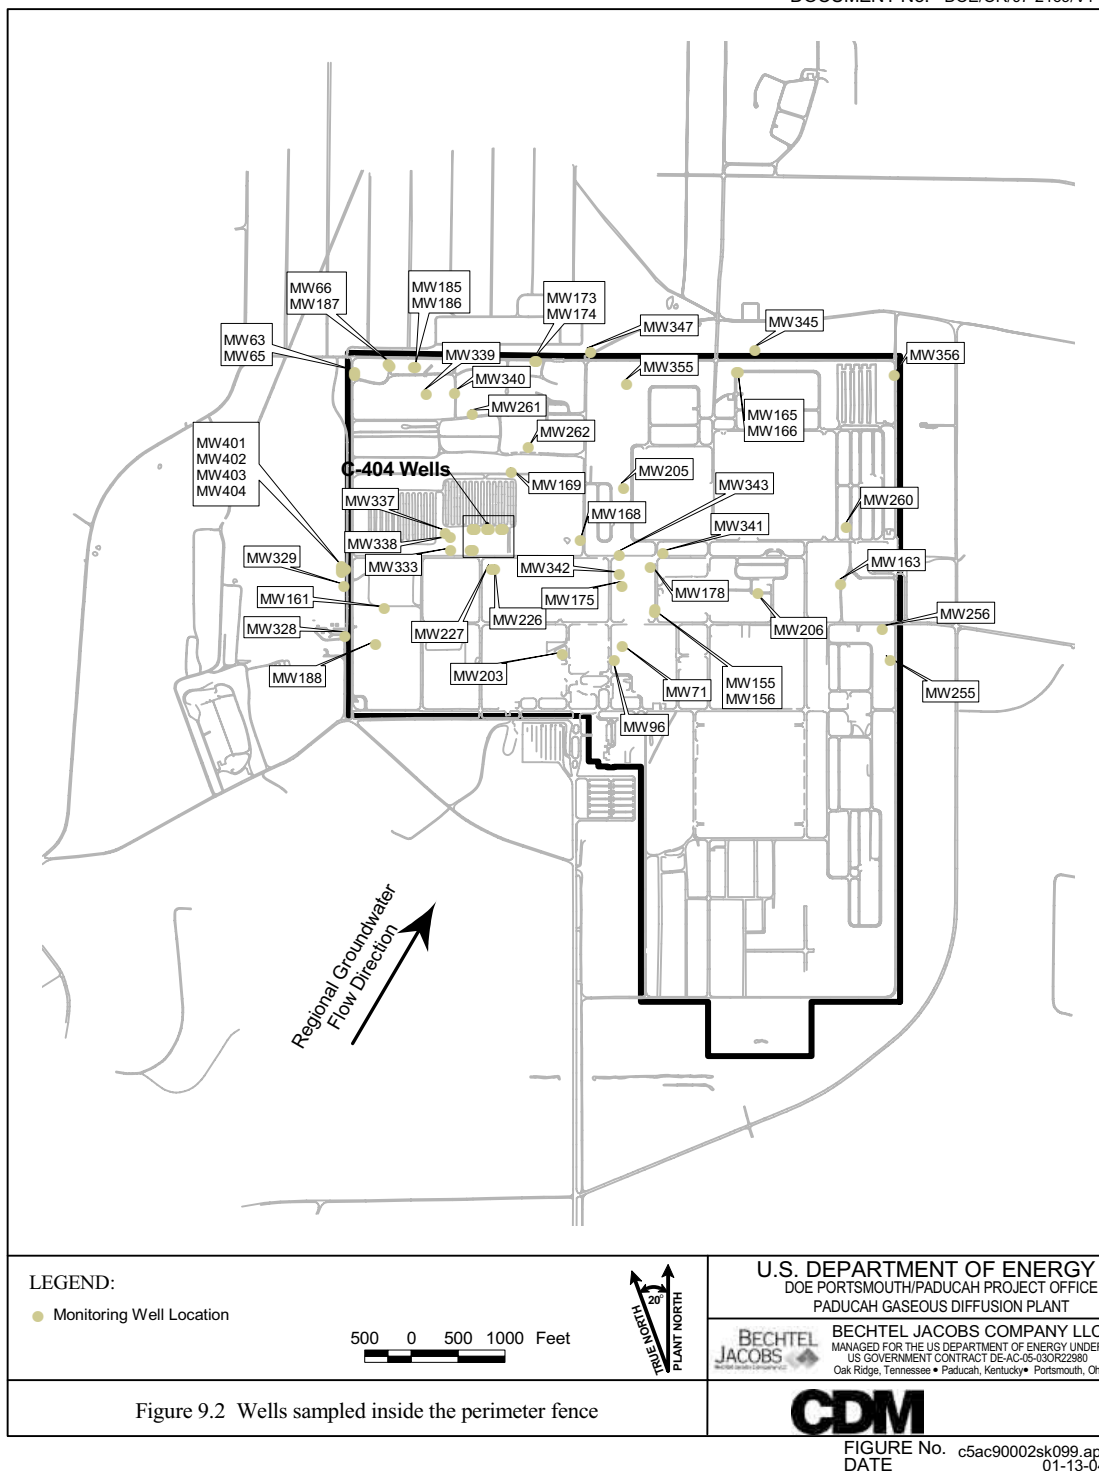 MW66
MW187
MW185
MW186
MW173
MW174
MW347
MW345
MW63
MW65
MW339
MW355
MW356
MW340
MW261
MW165
MW166
MW262
MW401
MW402
MW403
MW404
C-404 Wells
MW169
MW205
MW343
MW337
MW260
MW168
MW341
MW338
MW333
MW342
MW163
MW329
MW175
MW178
MW161
MW256
MW328
MW227
MW226
MW206
MW188
MW203
MW71
MW155
MW156
MW255
MW96
Regional Groundwater
Flow Direction
LEGEND:
Monitoring Well Location
500 0 500 1000 Feet
TRUE NORTH
20°
PLANT NORTH
U.S. DEPARTMENT OF ENERGY
DOE PORTSMOUTH/PADUCAH PROJECT OFFICE
PADUCAH GASEOUS DIFFUSION PLANT
BECHTEL
JACOBS
BECHTEL JACOBS COMPANY LLC
MANAGED FOR THE US DEPARTMENT OF ENERGY UNDER
US GOVERNMENT CONTRACT DE-AC-05-03OR22980
Oak Ridge, Tennessee • Paducah, Kentucky • Portsmouth, Oh
Figure 9.2 Wells sampled inside the perimeter fence
CDM
FIGURE No. c5ac90002sk099.ap
DATE 01-13-04